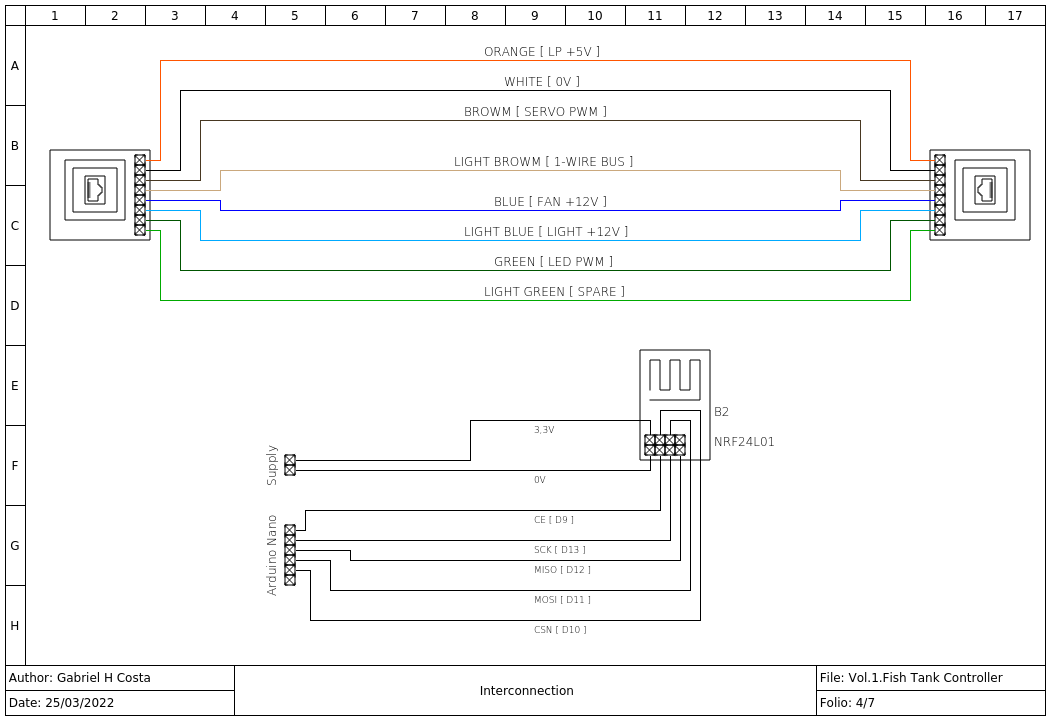 1 2 3 4 5 6 7 8 9 10 11 12 13 14 15 16 17
A
B
C
D
E
F
G
H
ORANGE [ LP +5V ]
WHITE [ 0V ]
BROWM [ SERVO PWM ]
LIGHT BROWM [ 1-WIRE BUS ]
BLUE [ FAN +12V ]
LIGHT BLUE [ LIGHT +12V ]
GREEN [ LED PWM ]
LIGHT GREEN [ SPARE ]
B2
NRF24L01
Supply
3,3V
0V
Arduino Nano
CE [ D9 ]
SCK [ D13 ]
MISO [ D12 ]
MOSI [ D11 ]
CSN [ D10 ]
Author: Gabriel H Costa
Date: 25/03/2022
Interconnection
File: Vol.1.Fish Tank Controller
Folio: 4/7